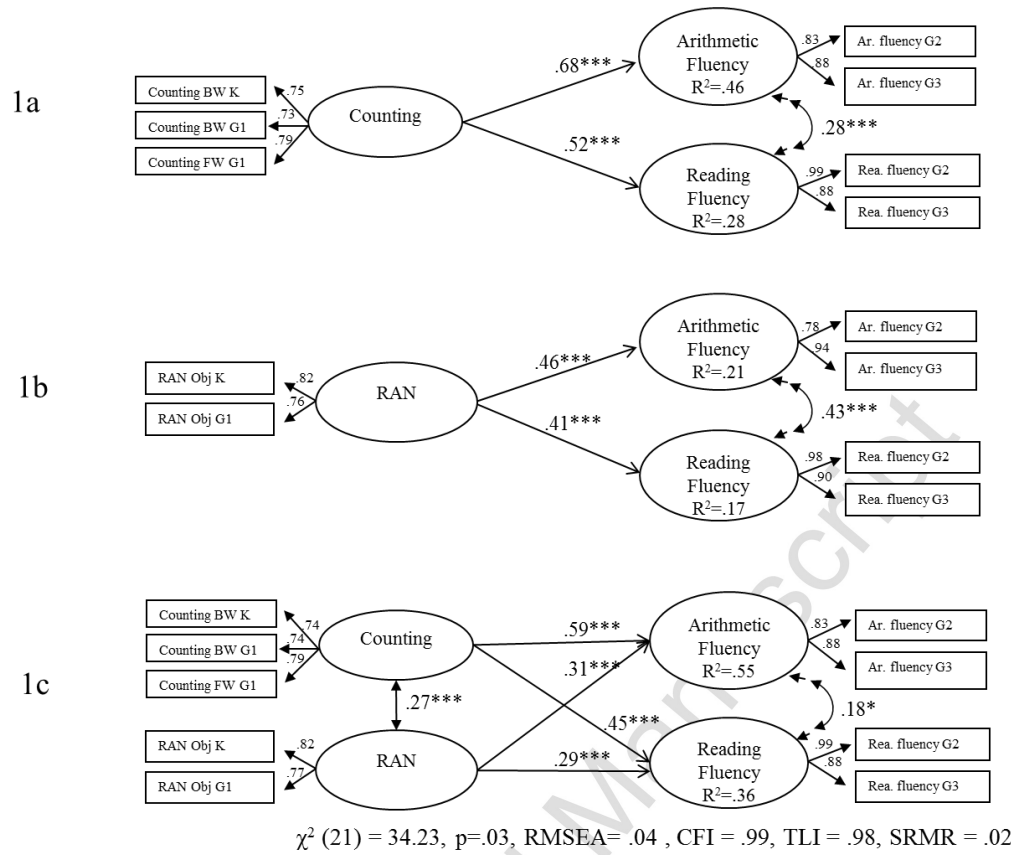 1a
Counting BW K
Counting BW G1
Counting FW G1
.75
.73
.79
Counting
.68***
.52***
Arithmetic
Fluency
R²=.46
Reading
Fluency
R²=.28
.28***
.83
.88
.99
.88
Ar. fluency G2
Ar. fluency G3
Rea. fluency G2
Rea. fluency G3
1b
RAN Obj K
RAN Obj G1
.82
.76
RAN
.46***
.41***
Arithmetic
Fluency
R²=.21
Reading
Fluency
R²=.17
.43***
.78
.94
.98
.90
Ar. fluency G2
Ar. fluency G3
Rea. fluency G2
Rea. fluency G3
1c
Counting BW K
Counting BW G1
Counting FW G1
.74
.74
.79
Counting
.27***
RAN Obj K
RAN Obj G1
.82
.77
RAN
.59***
.31***
.45***
.29***
Arithmetic
Fluency
R²=.55
Reading
Fluency
R²=.36
.18*
.83
.88
.99
.88
Ar. fluency G2
Ar. fluency G3
Rea. fluency G2
Rea. fluency G3
χ² (21) = 34.23, p=.03, RMSEA= .04 , CFI = .99, TLI = .98, SRMR = .02